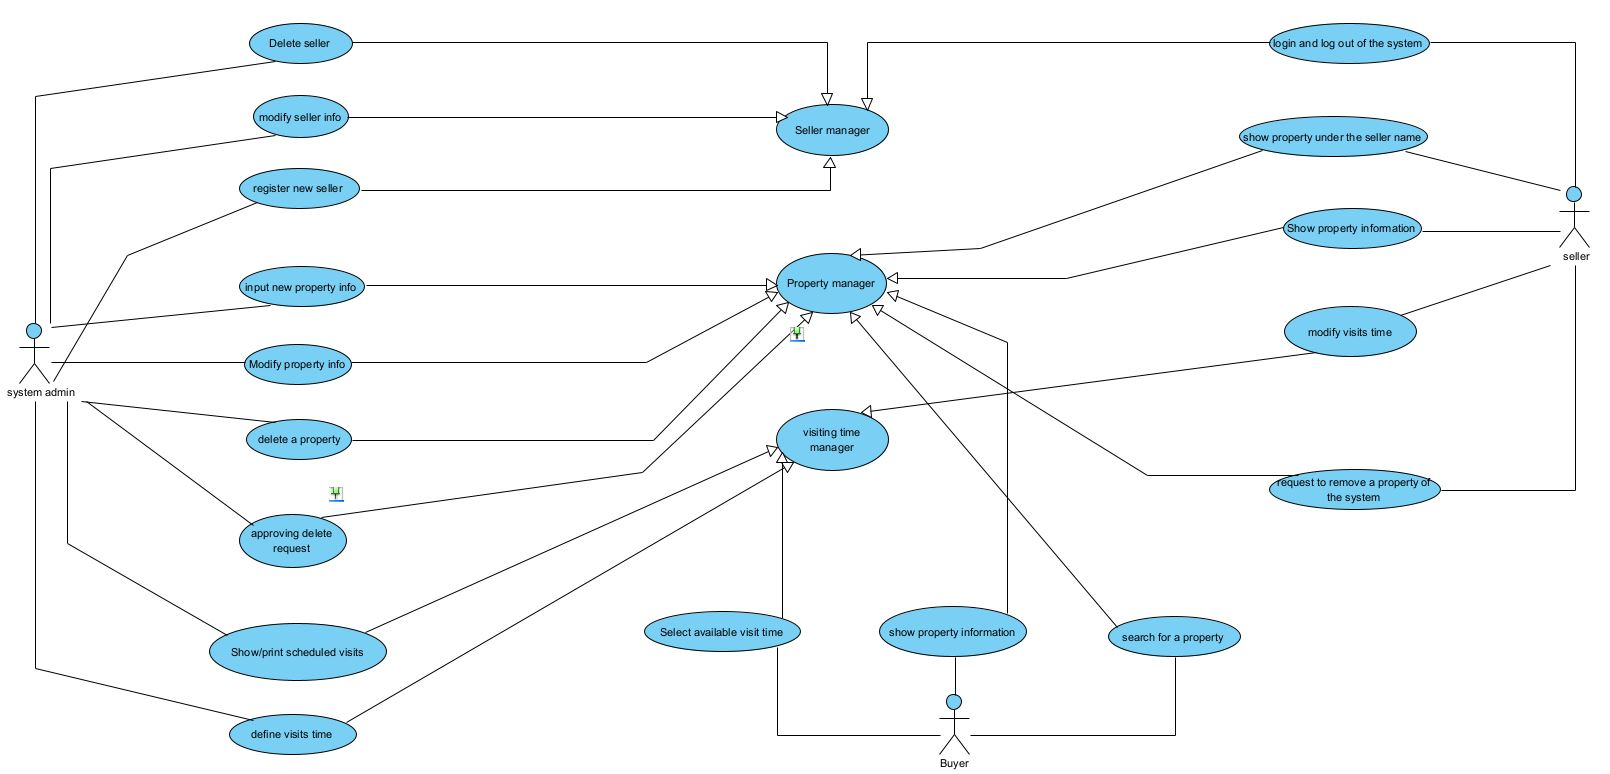 Delete seller
login and log out of the system
modify seller info
Seller manager
show property under the seller name
register new seller
Show property information
seller
input new property info
Property manager
modify visits time
Modify property info
system admin
delete a property
visiting time
manager
request to remove a property of
the system
approving delete
request
Select available visit time
show property information
search for a property
Show/print scheduled visits
define visits time
Buyer